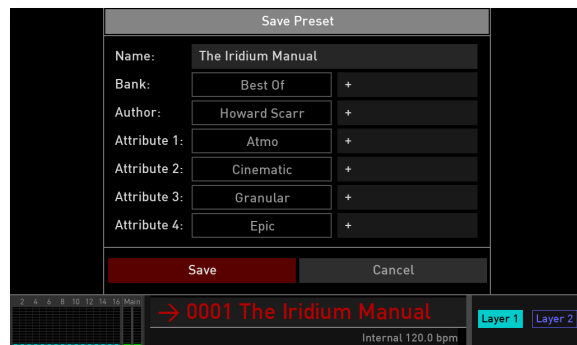 Save Preset
Name: The Iridium Manual
Bank: Best Of +
Author: Howard Scarr +
Attribute 1: Atmo +
Attribute 2: Cinematic +
Attribute 3: Granular +
Attribute 4: Epic +
Save Cancel
2 4 6 8 10 12 14 16 Main
→ 0001 The Iridium Manual
Layer 1 Layer 2
Internal 120.0 bpm